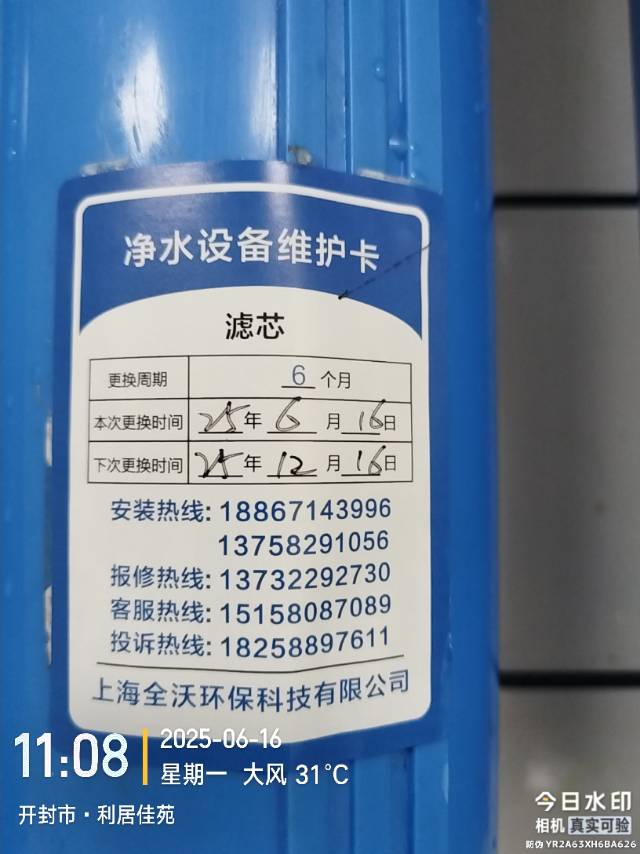 净水设备维护卡
滤芯
更换周期 6 个月
本次更换时间 25年 6 月 16日
下次更换时间 25年 12 月 16日
安装热线: 18867143996
13758291056
报修热线: 13732292730
客服热线: 15158087089
投诉热线: 18258897611
上海全沃环保科技有限公司
11:08
2025-06-16
星期一 大风 31℃
开封市·利居佳苑
今日水印
相机 真实可验
防伪 YR2A63XH6BA626